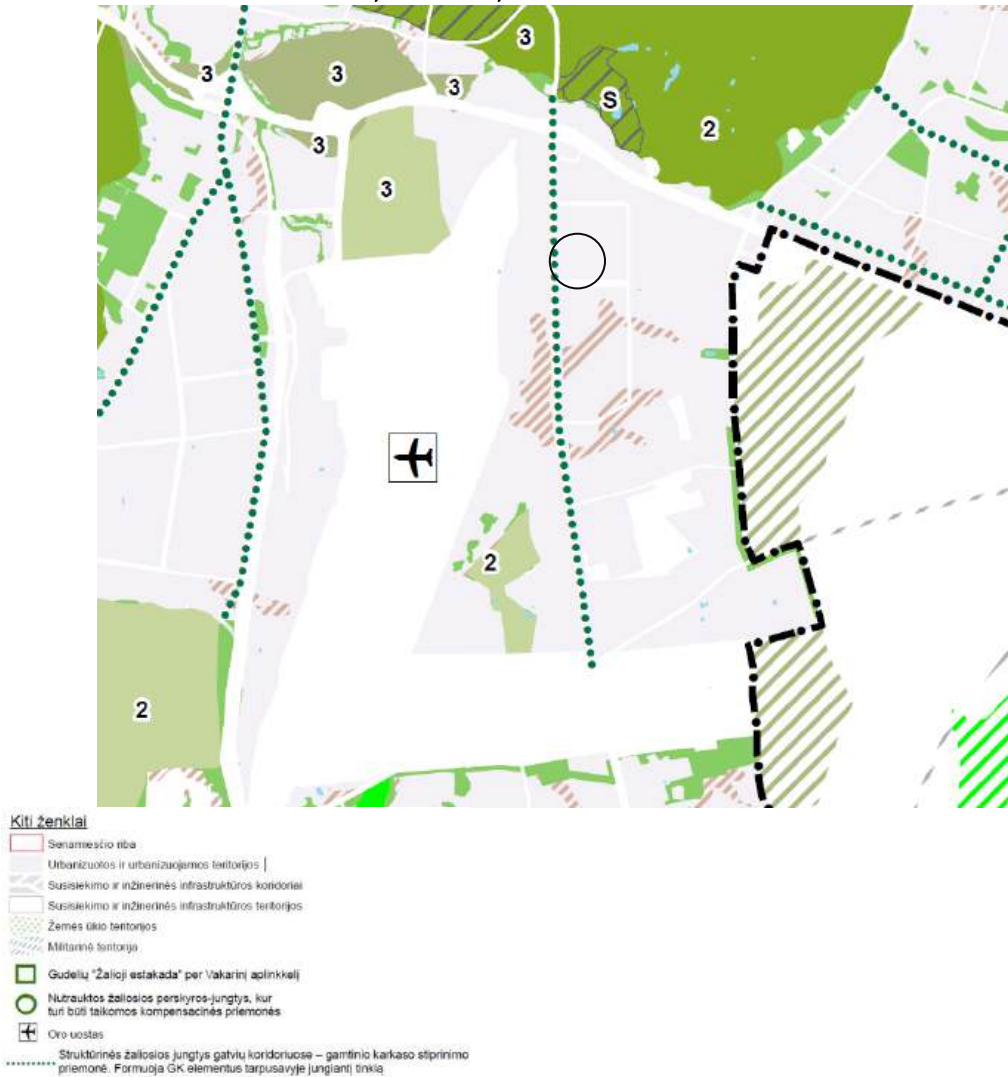 3
3
3
3
S
2
3
3
2
2
Kiti ženklai
Senamiesčio riba
Urbanizuotos ir urbanizuojamos teritorijos
Susisiekimo ir inžinerinės infrastruktūros koridoriai
Susisiekimo ir inžinerinės infrastruktūros teritorijos
Žemės ūkio teritorijos
Militarinė teritorija
Gudelių "Žalioji estakada" per Vakarinį aplinkkelį
Nutrauktos žaliosios perskyros-jungtys, kur
turi būti taikomos kompensacinės priemonės
Oro uostas
Struktūrinės žaliosios jungtys gatvių koridoriuose – gamtinio karkaso stiprinimo
priemonė. Formuoja GK elementus tarpusavyje jungiantį tinklą